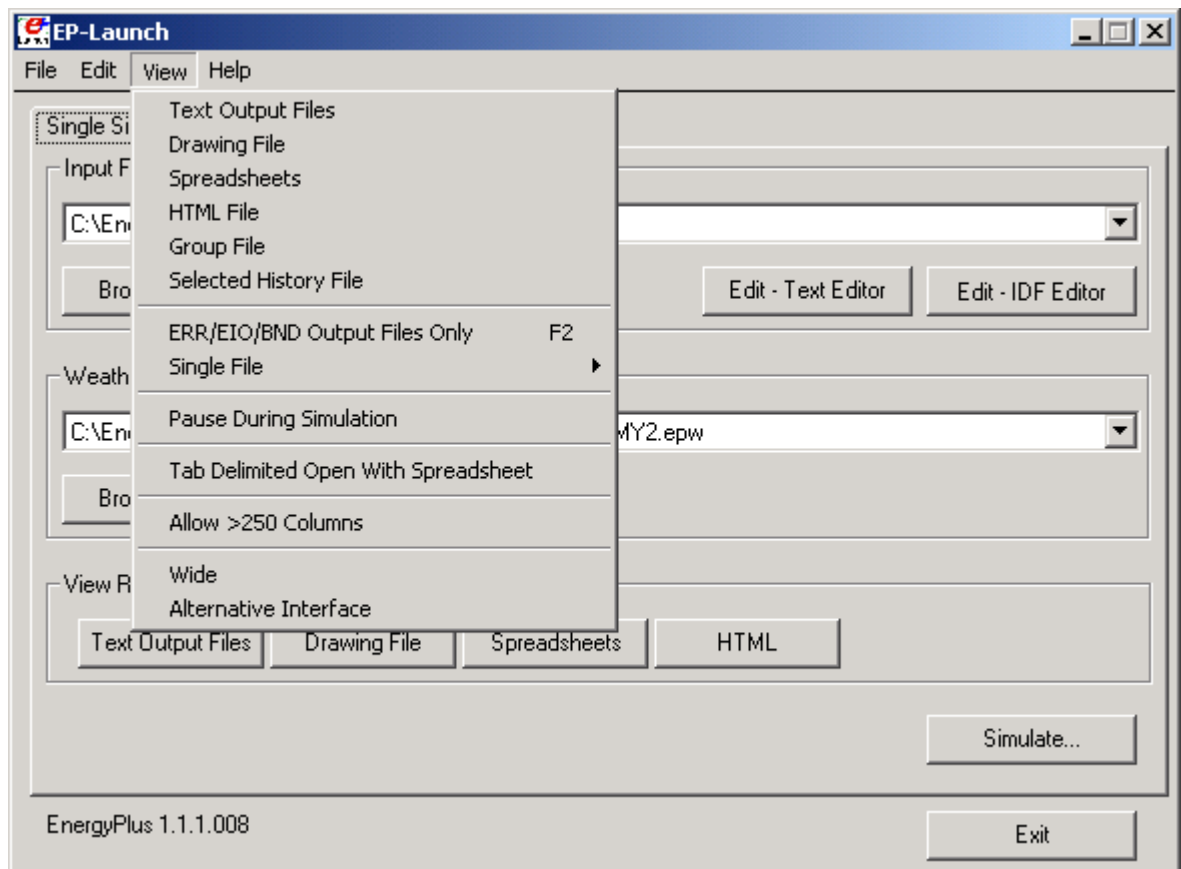 EP-Launch
File Edit View Help
Text Output Files
Drawing File
Spreadsheets
HTML File
Group File
Selected History File
ERR/EIO/BND Output Files Only F2
Single File
Pause During Simulation
Tab Delimited Open With Spreadsheet
Allow >250 Columns
Wide
Alternative Interface
Single Si
Input F
C:\Ene
Bro
Edit - Text Editor
Edit - IDF Editor
Weath
C:\Ene
MY2.epw
Bro
View R
Text Output Files
Drawing File
Spreadsheets
HTML
Simulate...
EnergyPlus 1.1.1.008
Exit